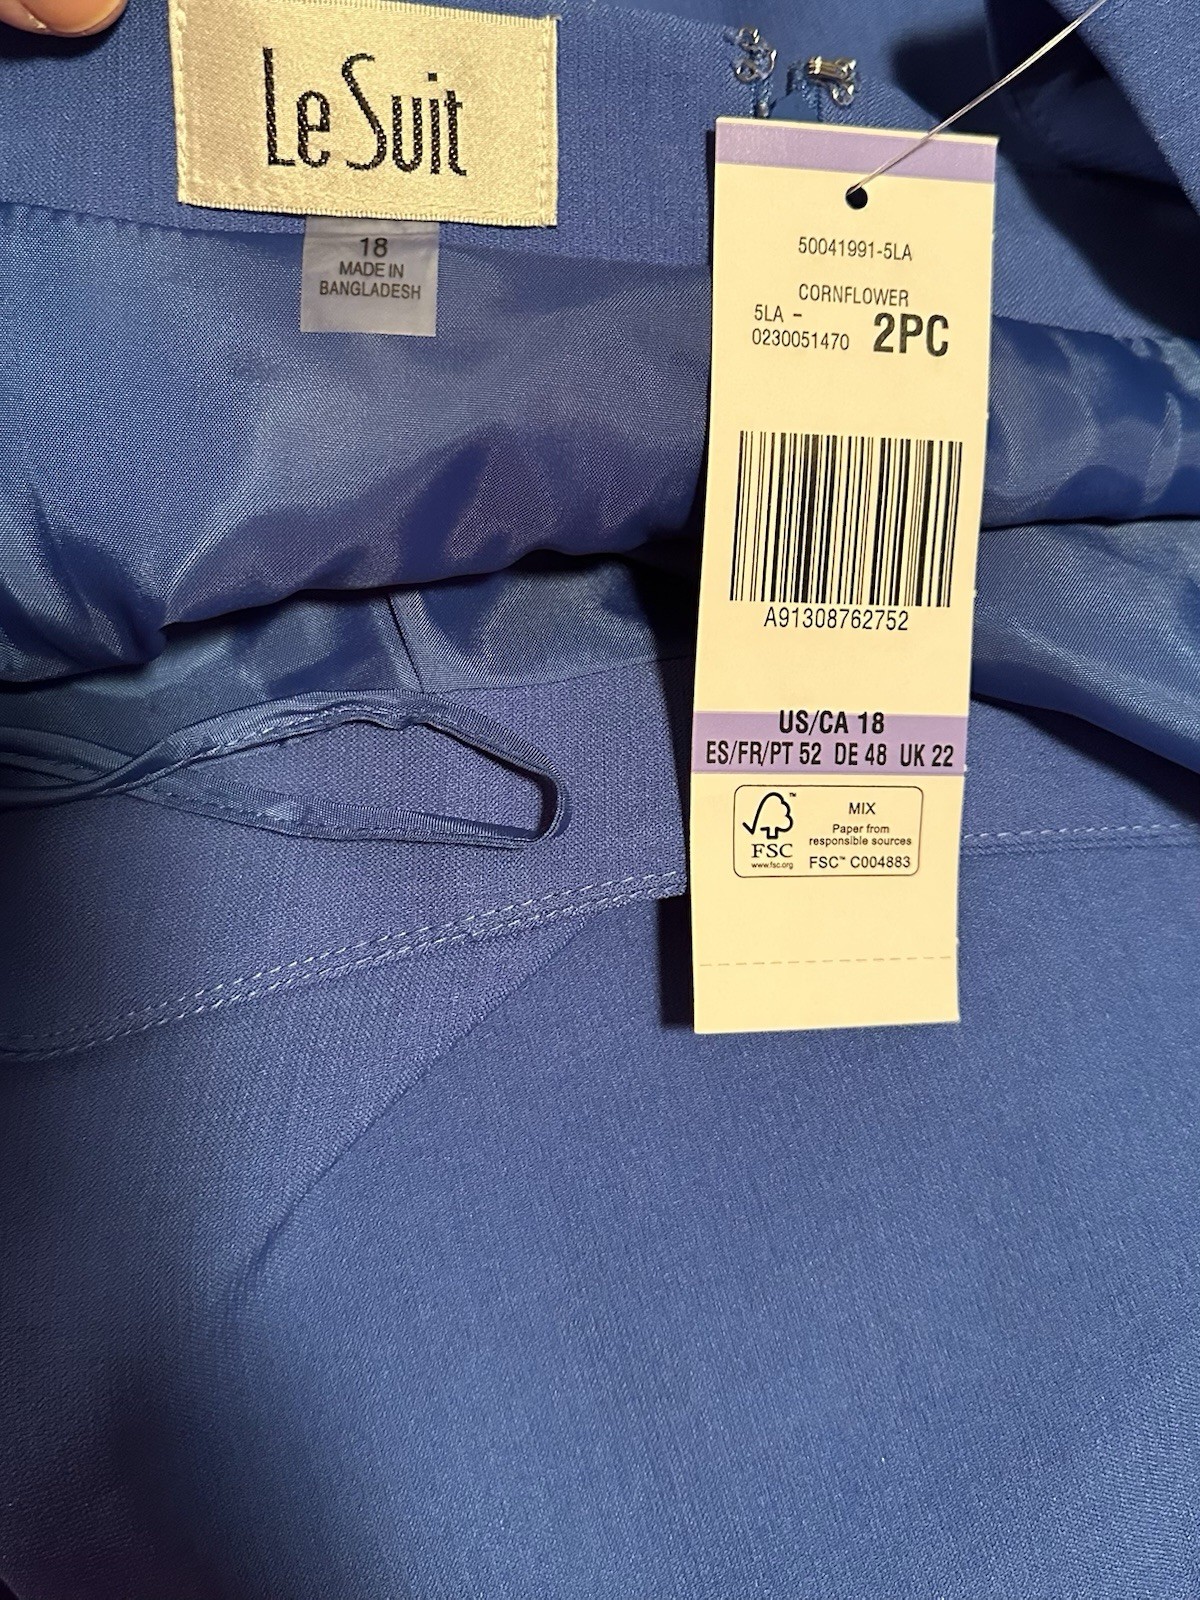 Le Suit
18
MADE IN
BANGLADESH
50041991-5LA
CORNFLOWER
5LA -
0230051470 2PC
A91308762752
US/CA 18
ES/FR/PT 52 DE 48 UK 22
FSC
www.fsc.org
MIX
Paper from
responsible sources
FSC™ C004883